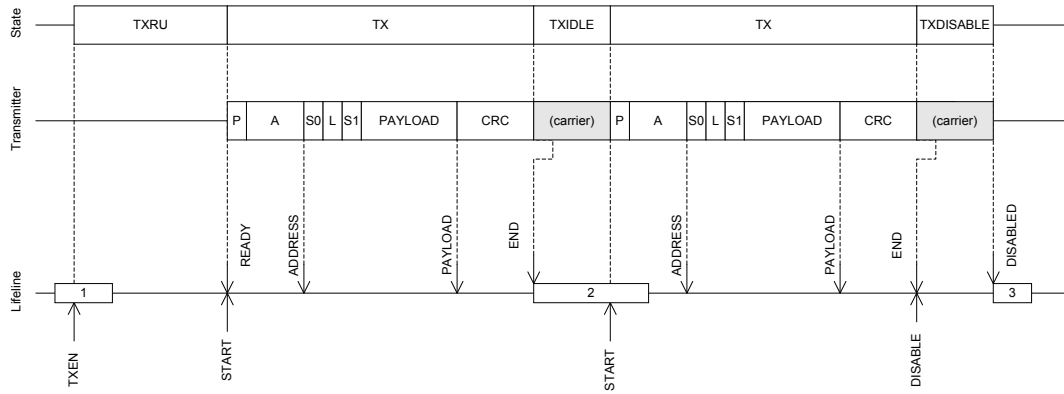 State
TXRU TX TXIDLE TX TXDISABLE
Transmitter
P A S0 L S1 PAYLOAD CRC (carrier) P A S0 L S1 PAYLOAD CRC (carrier)
READY ADDRESS PAYLOAD END ADDRESS PAYLOAD END DISABLED
Lifeline
1 2 3
TXEN START START DISABLE